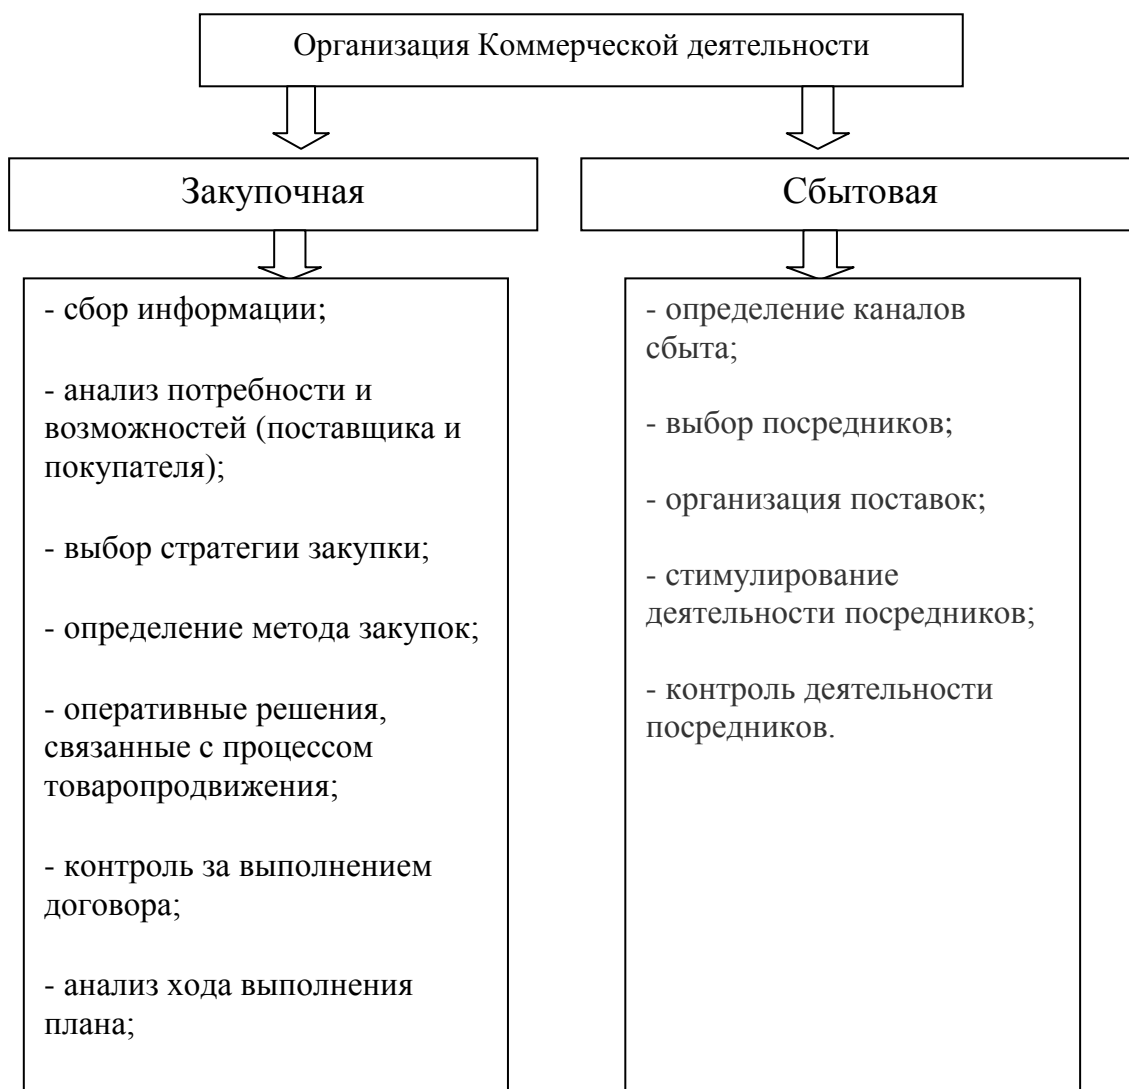 Организация Коммерческой деятельности
Закупочная
Сбытовая
- сбор информации;
- анализ потребности и
возможностей (поставщика и
покупателя);
- выбор стратегии закупки;
- определение метода закупок;
- оперативные решения,
связанные с процессом
товаропродвижения;
- контроль за выполнением
договора;
- анализ хода выполнения
плана;
- определение каналов
сбыта;
- выбор посредников;
- организация поставок;
- стимулирование
деятельности посредников;
- контроль деятельности
посредников.